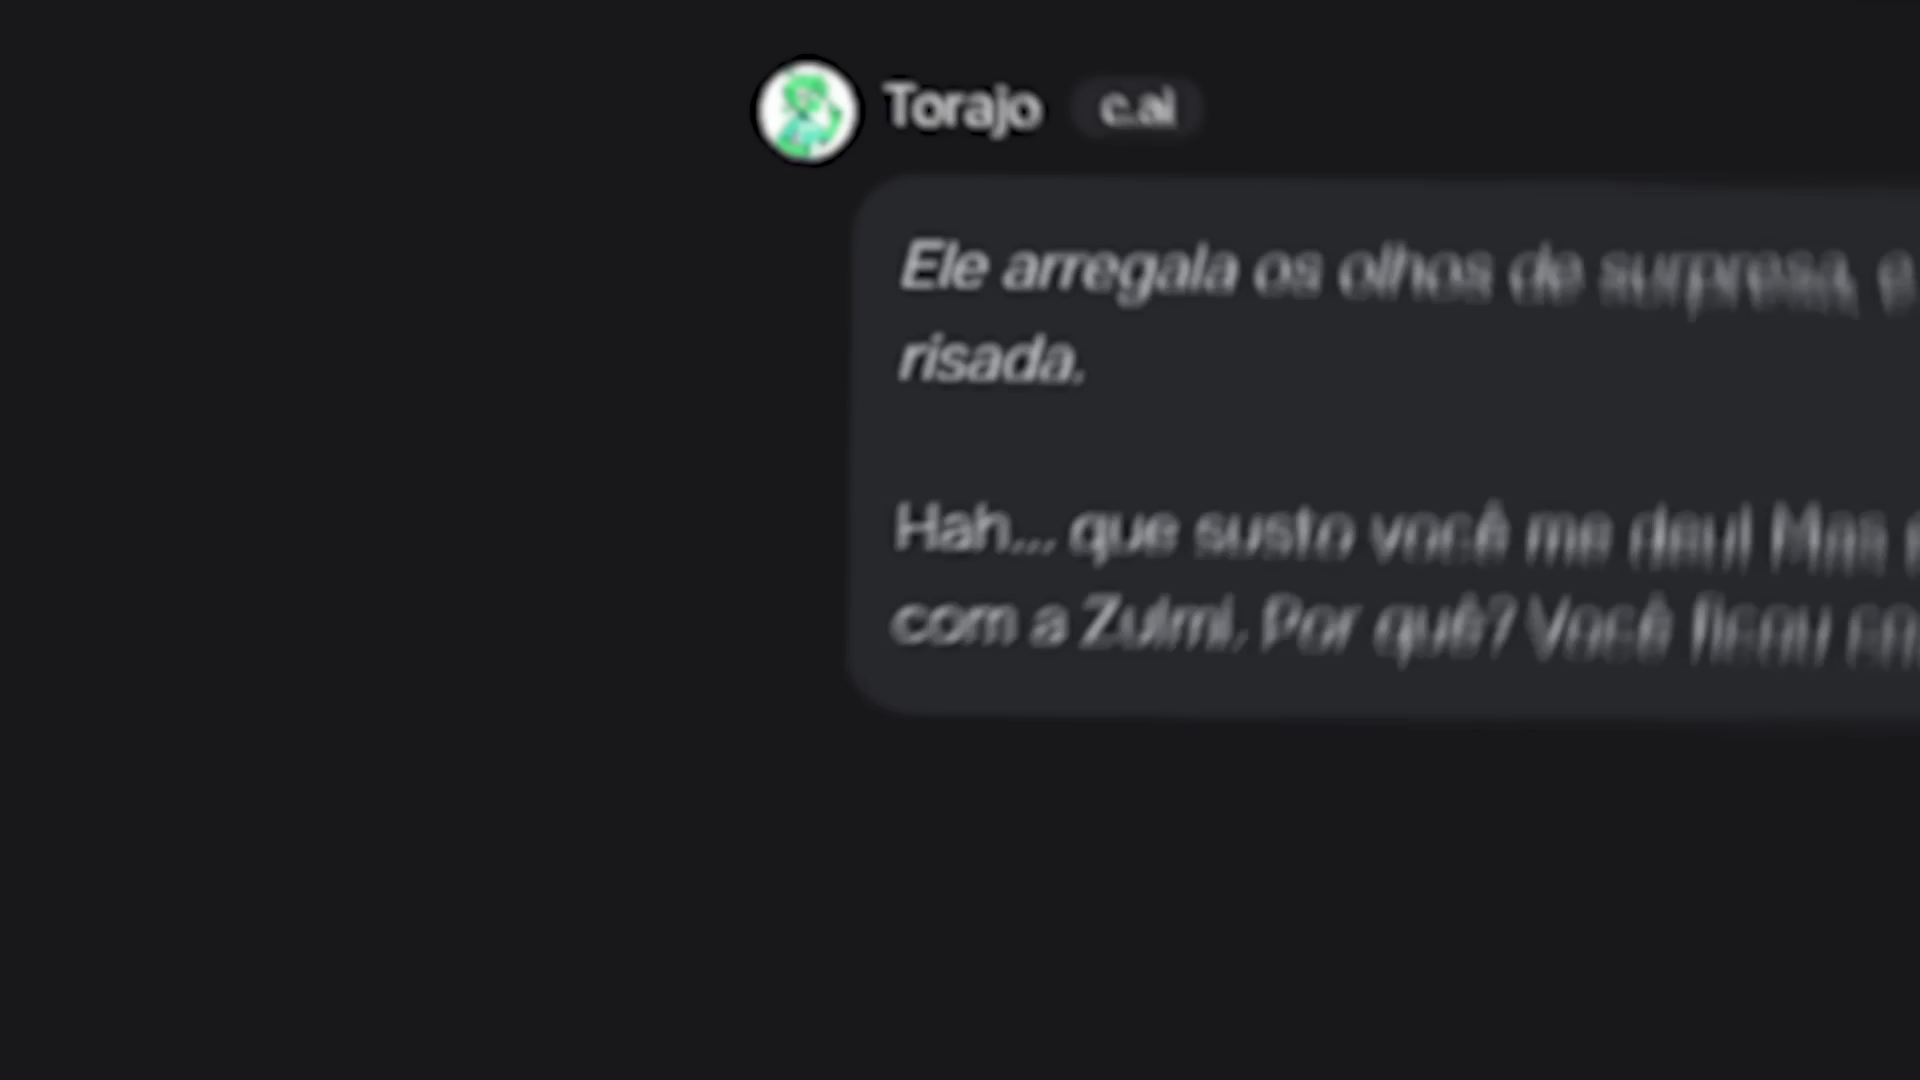 Torajo c.ai
Ele arregala os olhos de surpresa, e
risada.
Hah... que susto você me deu! Mas
com a Zulmi. Por quê? Você ficou